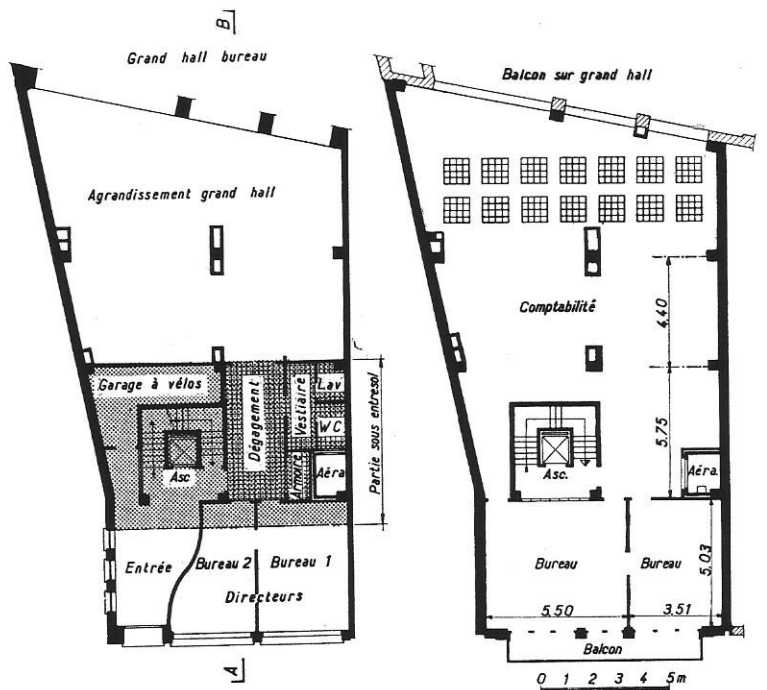 B
Grand hall bureau
Agrandissement grand hall
Garage à vélos
Dégagement
Vestiaire
Lav
WC
Armoire
Aéra
Asc
Partie sous entresol
Entrée
Bureau 2
Bureau 1
Directeurs
A
Balcon sur grand hall
Comptabilité
4.40
5.75
Asc.
Aéra.
Bureau
Bureau
5.03
5.50
3.51
Balcon
0 1 2 3 4 5m